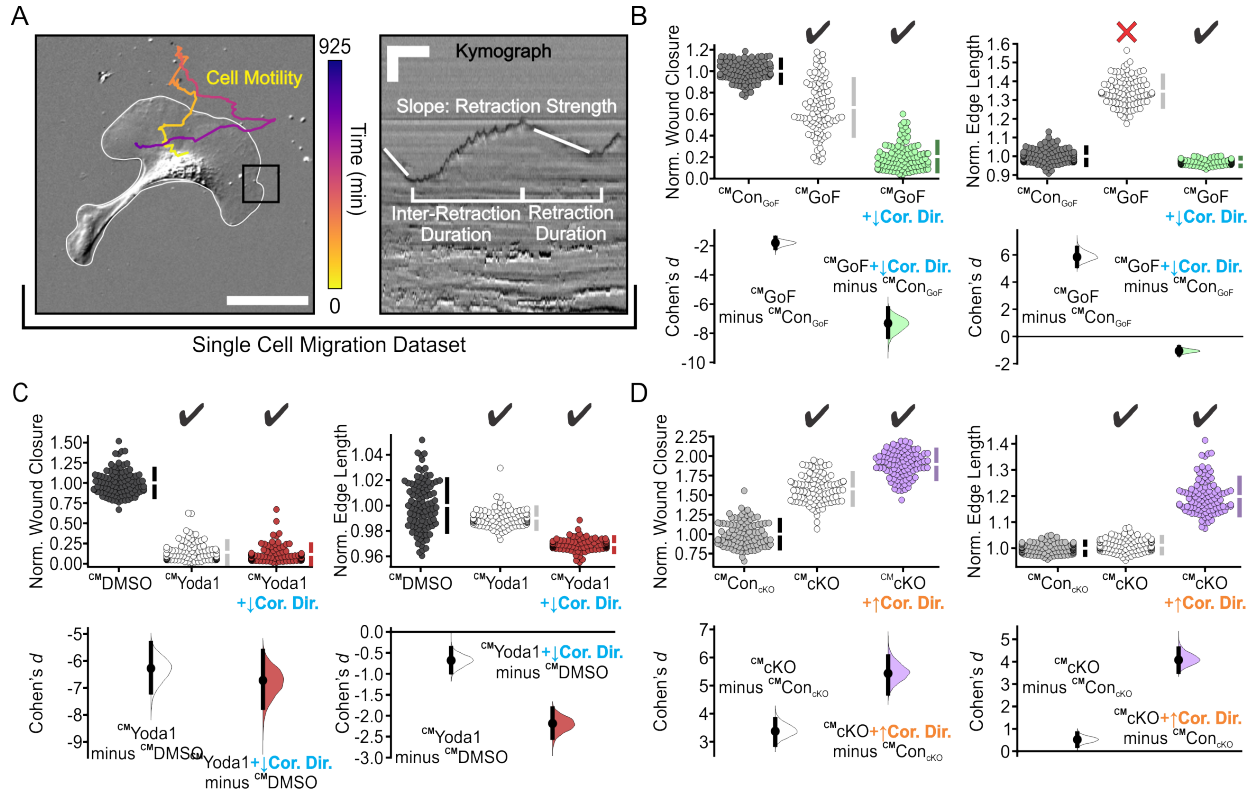 A
925
Cell Motility
Time (min)
0
Kymograph
Slope: Retraction Strength
Inter-Retraction
Duration
Retraction
Duration
Single Cell Migration Dataset
B
✓
✓
Norm. Wound Closure
1.2
1.0
0.8
0.6
0.4
0.2
0.0
CMConGoF
CMGoF
CMGoF
+↓Cor. Dir.
Cohen's d
-2
-4
-6
-8
-10
CMGoF
minus CMConGoF
CMGoF+↓Cor. Dir.
minus CMConGoF
✕
✓
Norm. Edge Length
1.6
1.5
1.4
1.3
1.2
1.1
1.0
0.9
CMConGoF
CMGoF
CMGoF
+↓Cor. Dir.
Cohen's d
6
4
2
0
-2
CMGoF
minus CMConGoF
CMGoF+↓Cor. Dir.
minus CMConGoF
C
✓
✓
Norm. Wound Closure
1.50
1.25
1.00
0.75
0.50
0.25
0.00
CMDMSO
CMYoda1
CMYoda1
+↓Cor. Dir.
Cohen's d
-5
-6
-7
-8
-9
CMYoda1
minus CMDMSO
CMYoda1+↓Cor. Dir.
minus CMDMSO
✓
✓
Norm. Edge Length
1.04
1.02
1.00
0.98
0.96
CMDMSO
CMYoda1
CMYoda1
+↓Cor. Dir.
Cohen's d
0.0
-0.5
-1.0
-1.5
-2.0
-2.5
-3.0
CMYoda1
minus CMDMSO
CMYoda1+↓Cor. Dir.
minus CMDMSO
D
✓
✓
Norm. Wound Closure
2.25
2.00
1.75
1.50
1.25
1.00
0.75
CMConcKO
CMcKO
CMcKO
+↑Cor. Dir.
Cohen's d
7
6
5
4
3
CMcKO
minus CMConcKO
CMcKO+↑Cor. Dir.
minus CMConcKO
✓
✓
Norm. Edge Length
1.4
1.3
1.2
1.1
1.0
CMConcKO
CMcKO
CMcKO
+↑Cor. Dir.
Cohen's d
5
4
3
2
1
0
CMcKO
minus CMConcKO
CMcKO+↑Cor. Dir.
minus CMConcKO